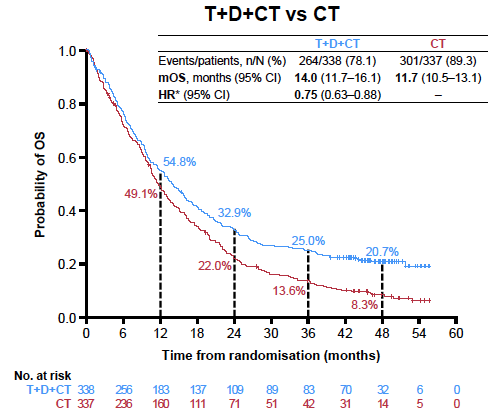 T+D+CT vs CT
T+D+CT CT
Events/patients, n/N (%) 264/338 (78.1) 301/337 (89.3)
mOS, months (95% CI) 14.0 (11.7–16.1) 11.7 (10.5–13.1)
HR* (95% CI) 0.75 (0.63–0.88) –
Probability of OS
1.0
0.8
0.6
0.4
0.2
0.0
54.8%
49.1%
32.9%
22.0%
25.0%
13.6%
20.7%
8.3%
0 6 12 18 24 30 36 42 48 54 60
Time from randomisation (months)
No. at risk
T+D+CT 338 256 183 137 109 89 83 70 32 6 0
CT 337 236 160 111 71 51 42 31 14 5 0